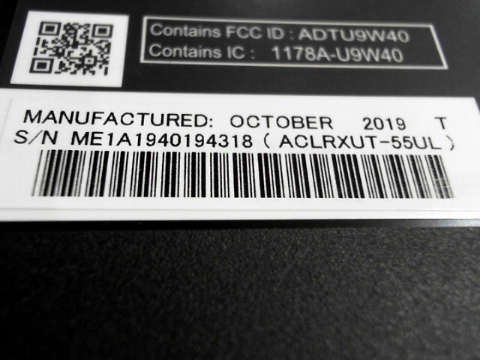 Contains FCC ID : ADTU9W40
Contains IC : 1178A-U9W40
MANUFACTURED: OCTOBER 2019 T
S/N ME1A1940194318 ( ACLRXUT-55UL )